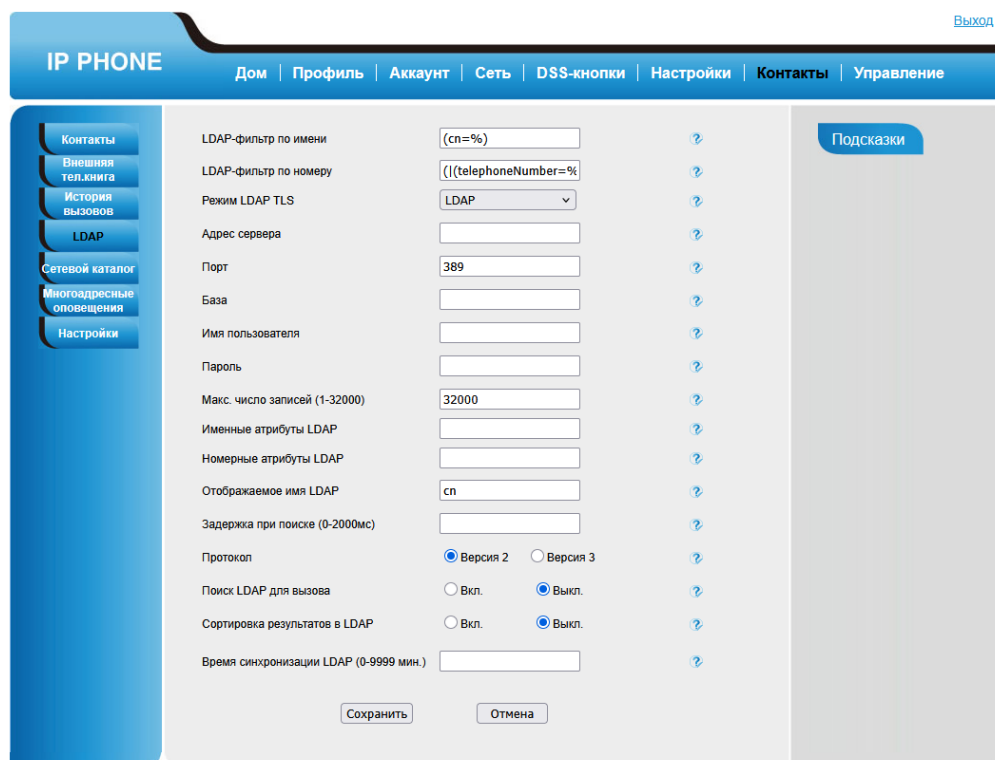 Выход
IP PHONE
Дом Профиль Аккаунт Сеть DSS-кнопки Настройки Контакты Управление
Контакты
Внешняя
тел.книга
История
вызовов
LDAP
Сетевой каталог
Многоадресные
оповещения
Настройки
LDAP-фильтр по имени (cn=%)
LDAP-фильтр по номеру (|(telephoneNumber=%
Режим LDAP TLS LDAP
Адрес сервера
Порт 389
База
Имя пользователя
Пароль
Макс. число записей (1-32000) 32000
Именные атрибуты LDAP
Номерные атрибуты LDAP
Отображаемое имя LDAP cn
Задержка при поиске (0-2000мс)
Протокол Версия 2 Версия 3
Поиск LDAP для вызова Вкл. Выкл.
Сортировка результатов в LDAP Вкл. Выкл.
Время синхронизации LDAP (0-9999 мин.)
Сохранить Отмена
Подсказки